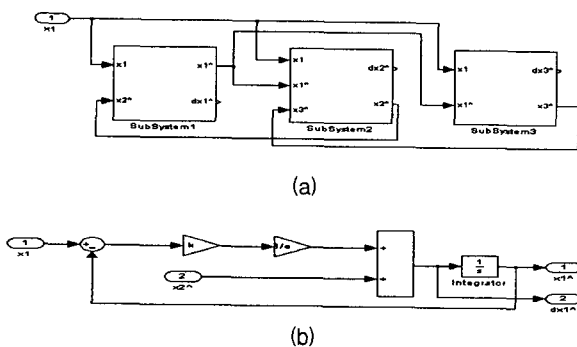 1
x1
x1 x1^
x2^ dx1^
SubSystem1
x1 dx2^
x1^
x3^ x2^
SubSystem2
x1 dx3^
x1^ x3^
SubSystem3
(a)
1
x1
+
-
k
2
x2^
+
+
1
s
Integrator
1
x1^
2
dx1^
(b)